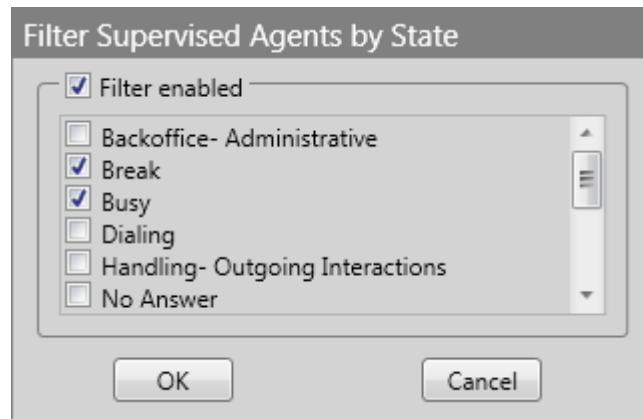 Filter Supervised Agents by State
Filter enabled
Backoffice- Administrative
Break
Busy
Dialing
Handling- Outgoing Interactions
No Answer
OK
Cancel